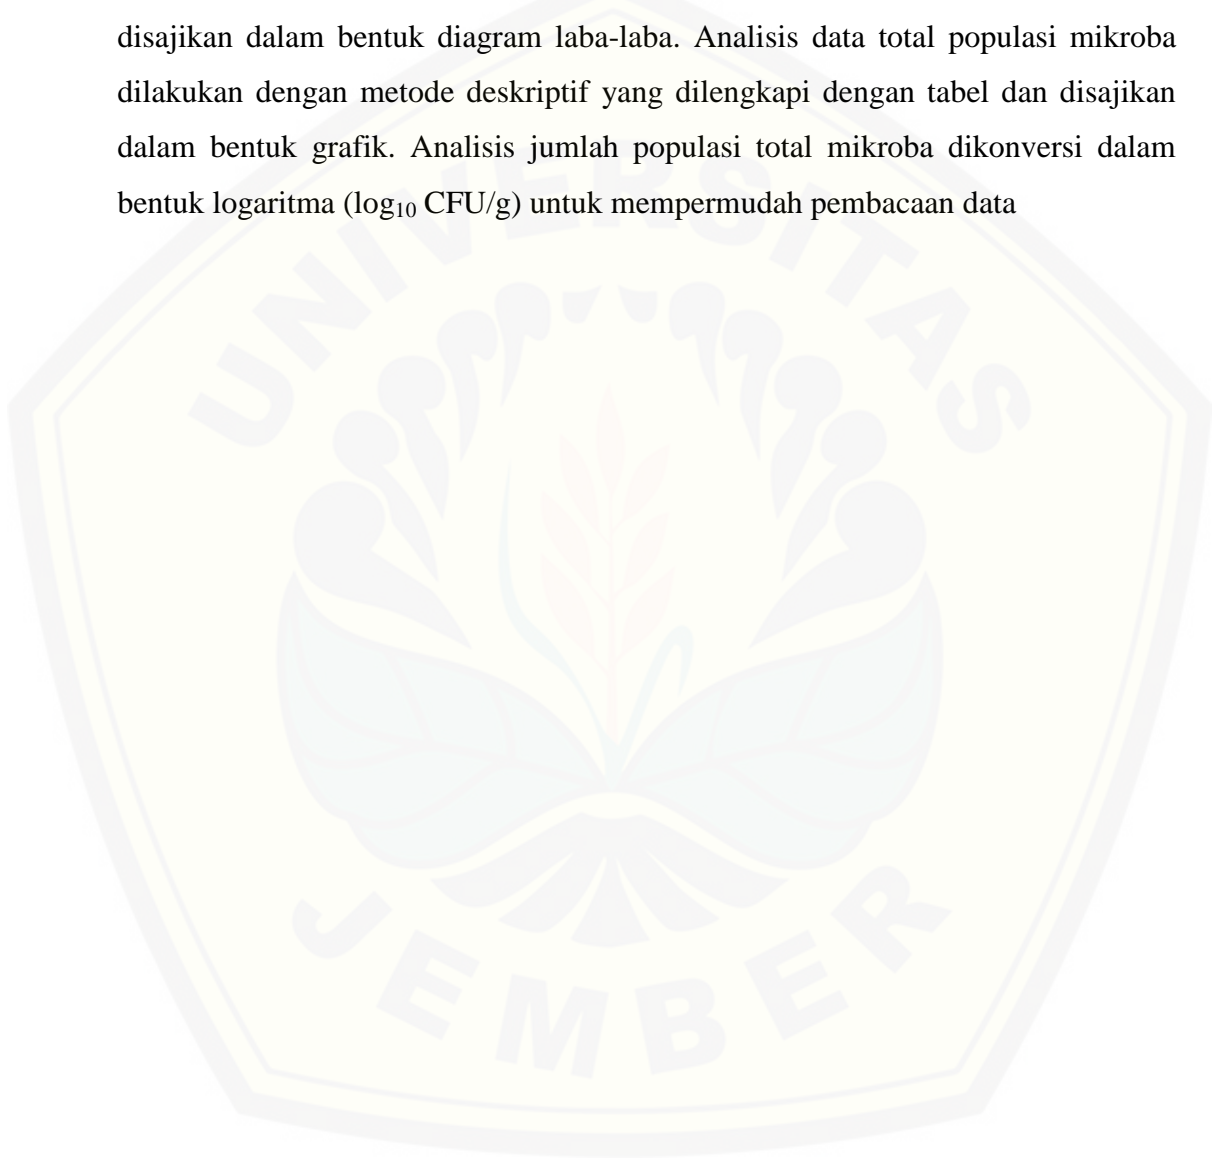 disajikan dalam bentuk diagram laba-laba. Analisis data total populasi mikroba
dilakukan dengan metode deskriptif yang dilengkapi dengan tabel dan disajikan
dalam bentuk grafik. Analisis jumlah populasi total mikroba dikonversi dalam
bentuk logaritma (log₁₀ CFU/g) untuk mempermudah pembacaan data
UNIVERSITAS
JEMBER